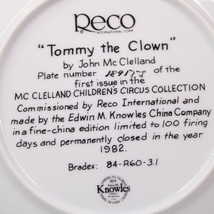 Reco
INTERNATIONAL CORP.
"Tommy the Clown"
by John McClelland
Plate number of the
first issue in the
MC CLELLAND CHILDREN'S CIRCUS COLLECTION
Commissioned by Reco International and
made by the Edwin M. Knowles China Company
in a fine-china edition limited to 100 firing
days and permanently closed in the year
1982.
Bradex: 84-R60-3.1
Knowles